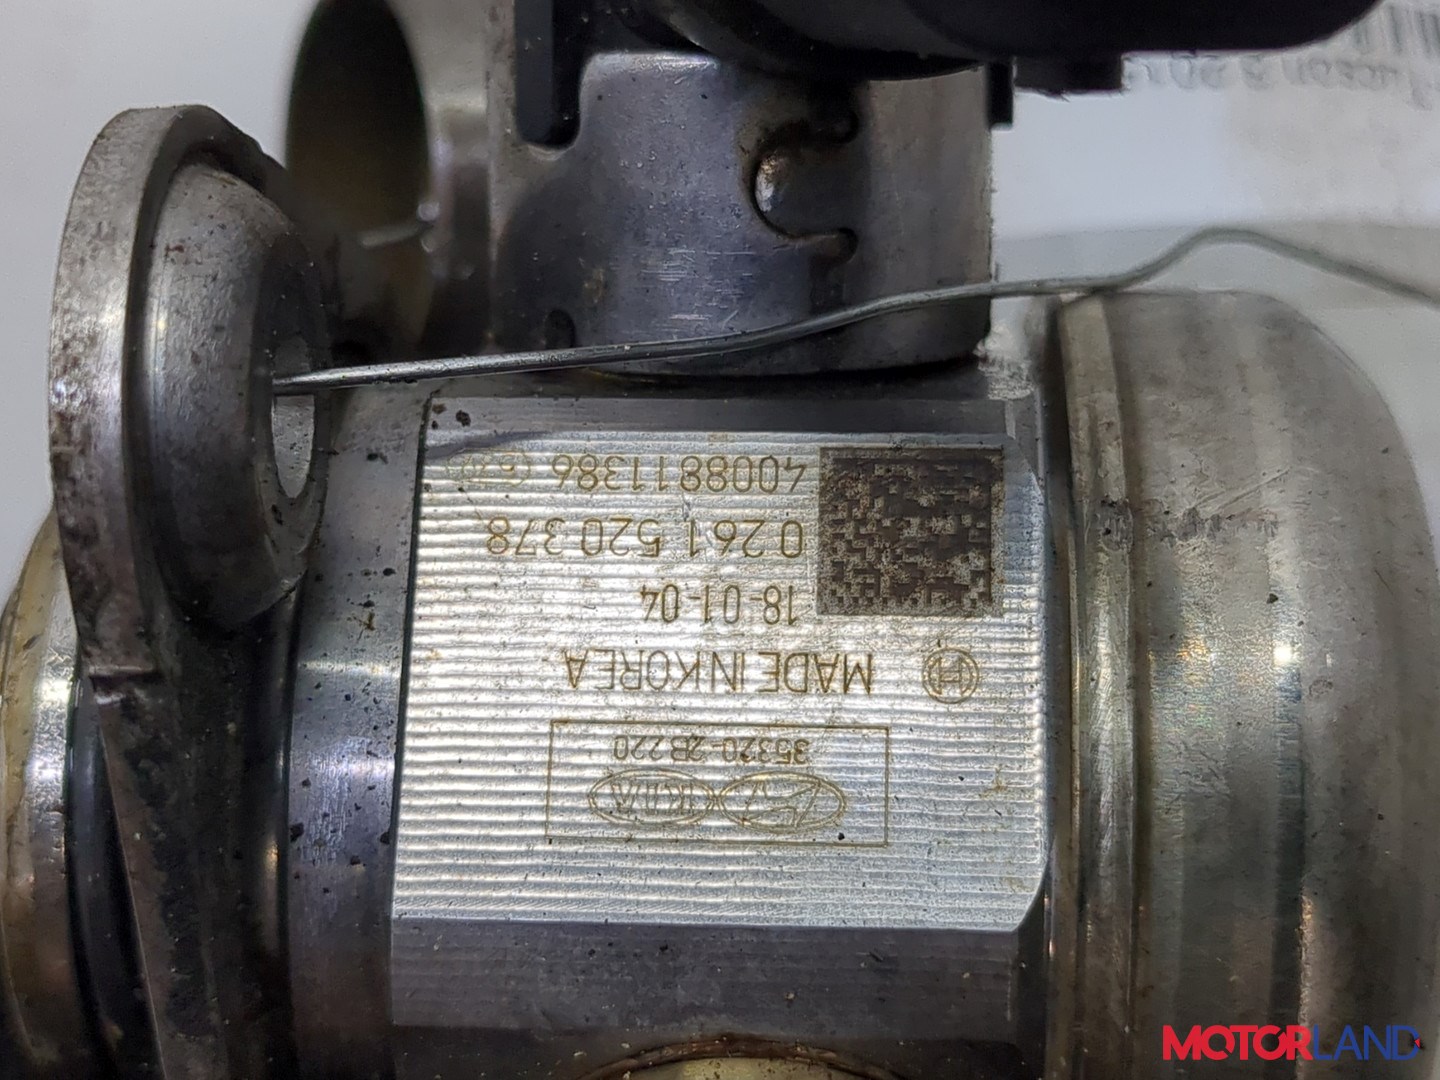 35320-2B220
KIA
MADE IN KOREA
18-01-04
0 261 520 378
4008811386
MOTORLAND